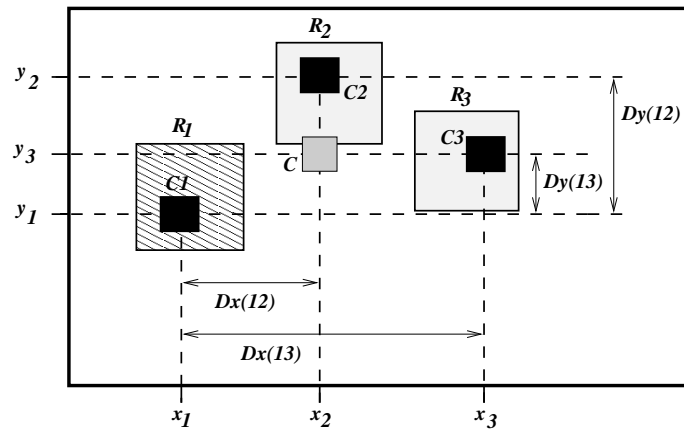 R2
y2
C2
R3
Dy(12)
R1
C3
y3
C
Dy(13)
C1
y1
Dx(12)
Dx(13)
x1
x2
x3